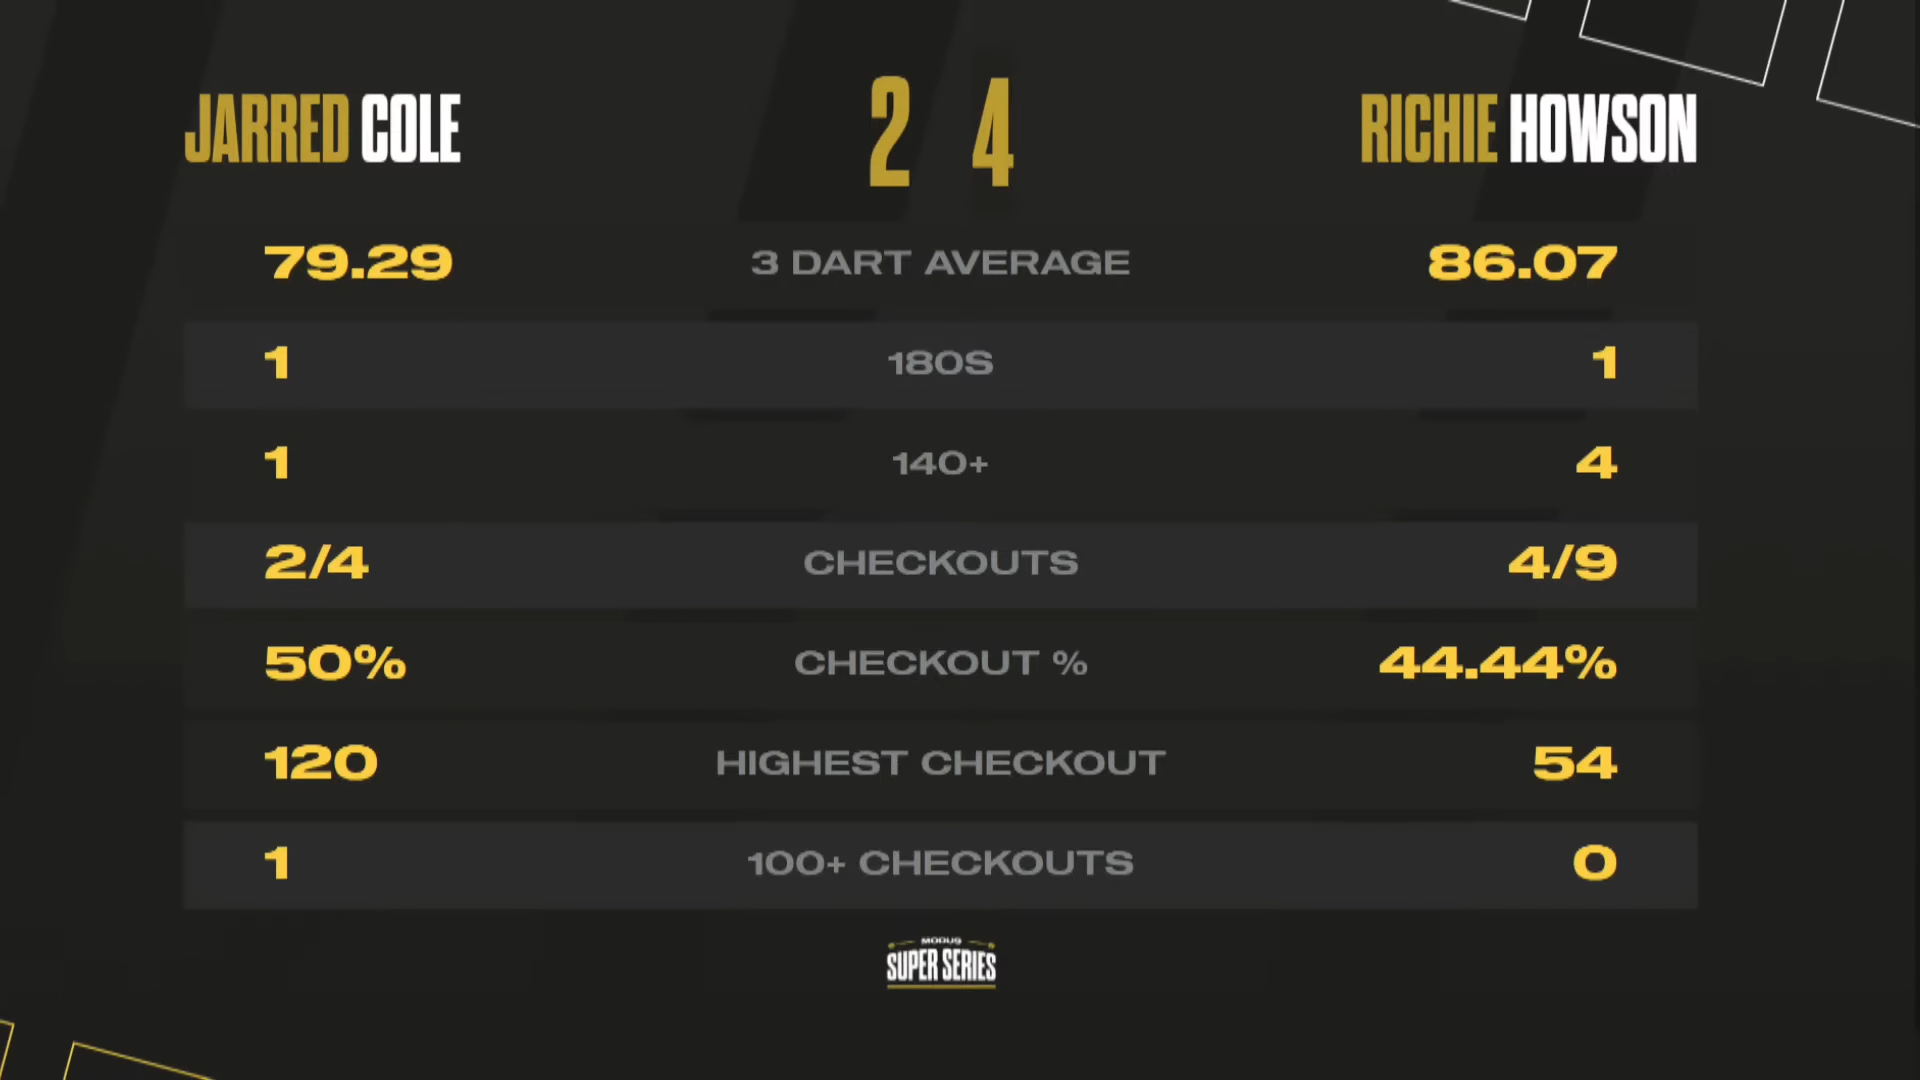 JARRED COLE 2 4 RICHIE HOWSON
79.29 3 DART AVERAGE 86.07
1 180S 1
1 140+ 4
2/4 CHECKOUTS 4/9
50% CHECKOUT % 44.44%
120 HIGHEST CHECKOUT 54
1 100+ CHECKOUTS 0
MODUS
SUPER SERIES